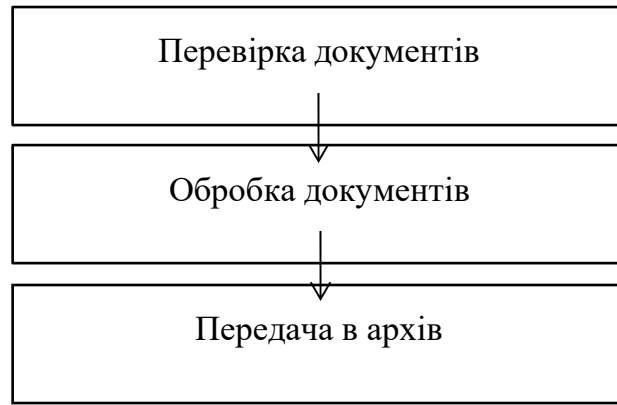 Перевірка документів
Обробка документів
Передача в архів